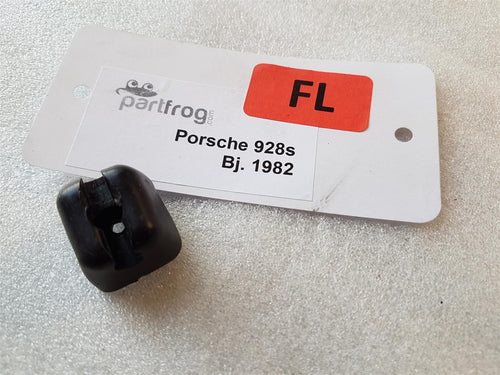 partfrog.com
FL
Porsche 928s
Bj. 1982